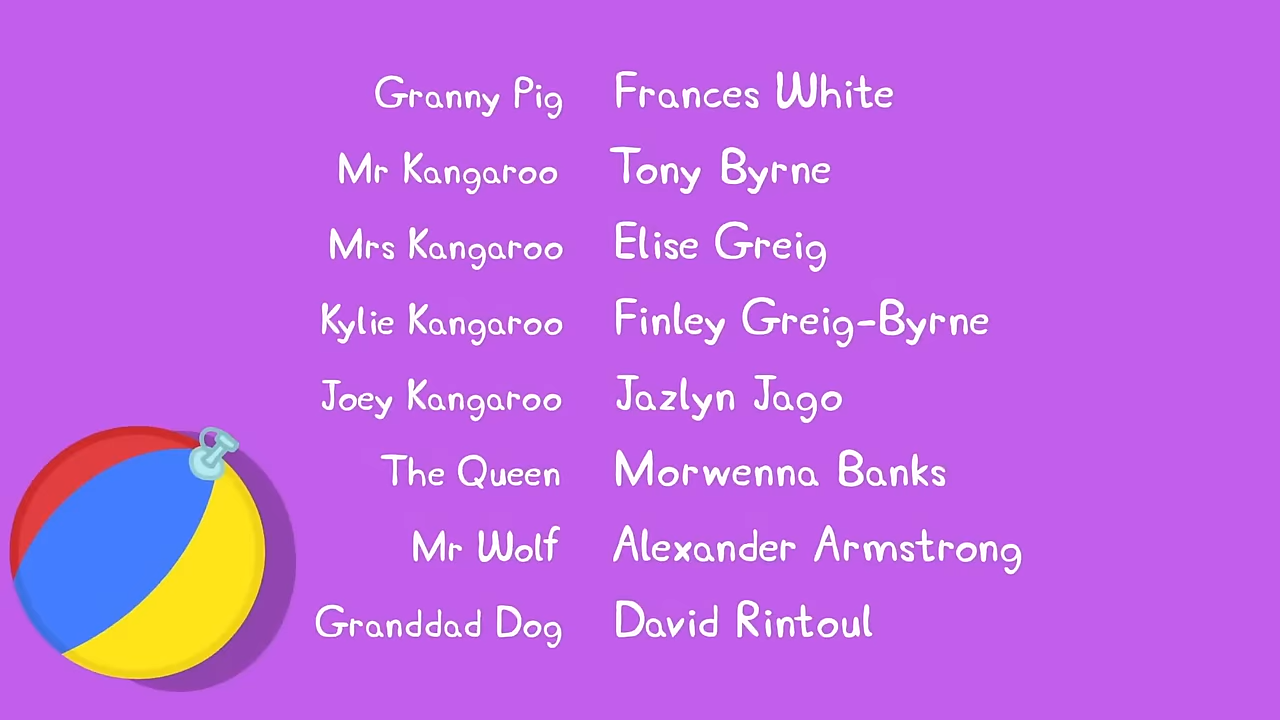 Granny Pig Frances White
Mr Kangaroo Tony Byrne
Mrs Kangaroo Elise Greig
Kylie Kangaroo Finley Greig-Byrne
Joey Kangaroo Jazlyn Jago
The Queen Morwenna Banks
Mr Wolf Alexander Armstrong
Granddad Dog David Rintoul